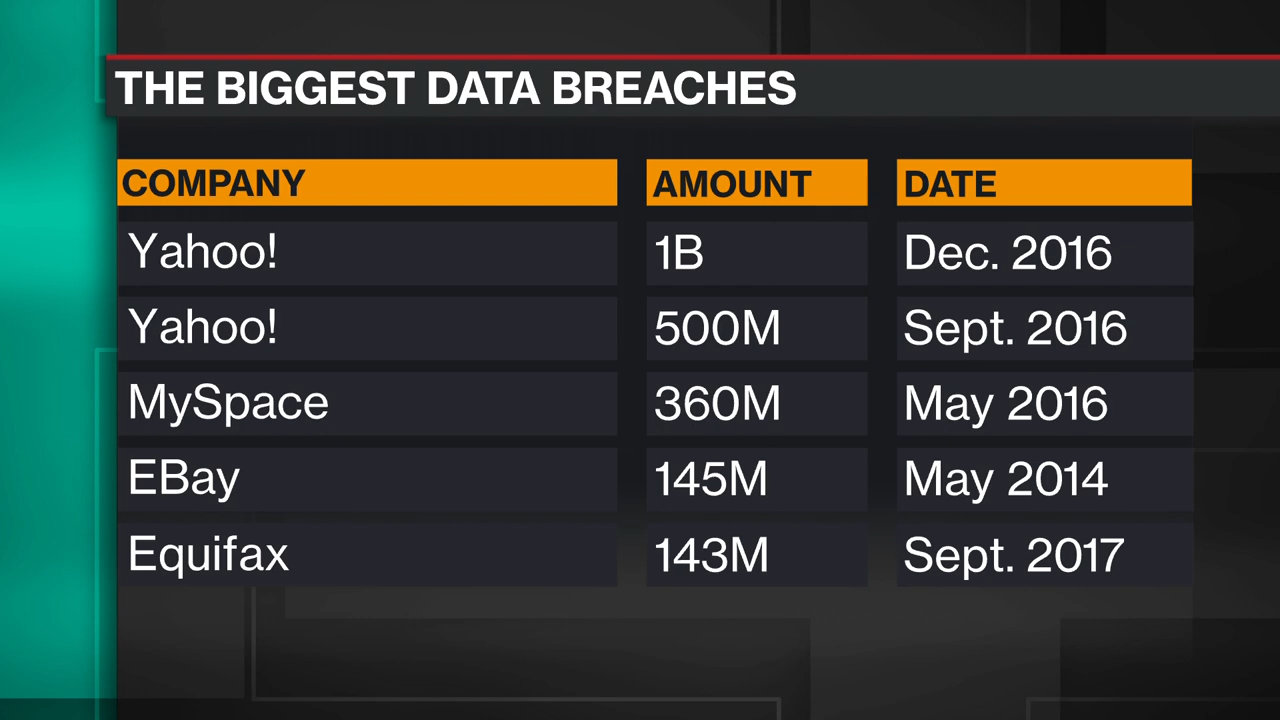 THE BIGGEST DATA BREACHES
COMPANY AMOUNT DATE
Yahoo! 1B Dec. 2016
Yahoo! 500M Sept. 2016
MySpace 360M May 2016
EBay 145M May 2014
Equifax 143M Sept. 2017